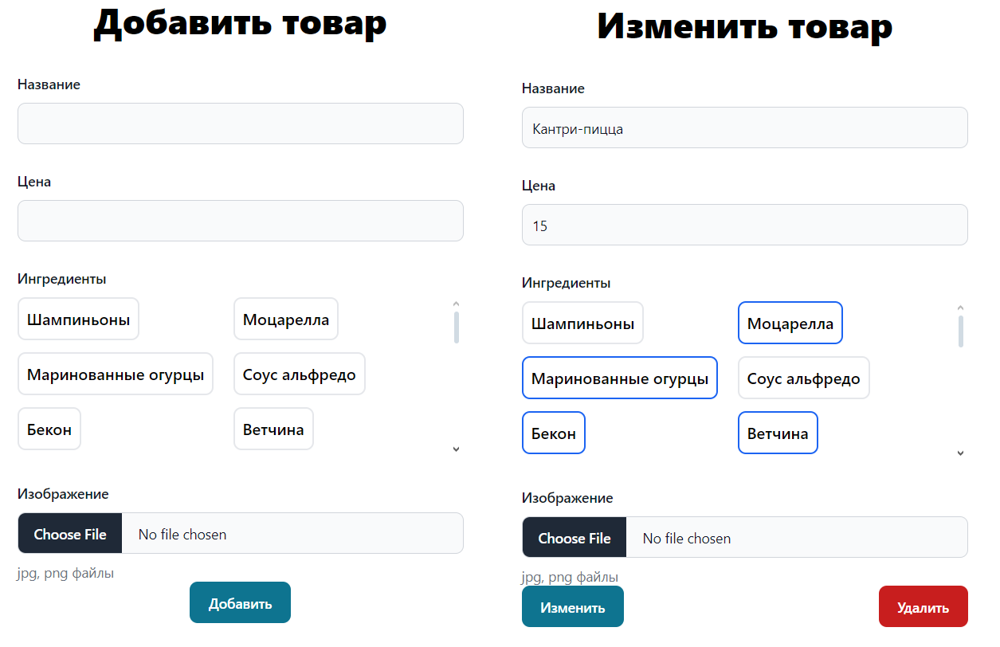 Добавить товар
Название
Цена
Ингредиенты
Шампиньоны
Моцарелла
Маринованные огурцы
Соус альфредо
Бекон
Ветчина
Изображение
Choose File
No file chosen
jpg, png файлы
Добавить
Изменить товар
Название
Кантри-пицца
Цена
15
Ингредиенты
Шампиньоны
Моцарелла
Маринованные огурцы
Соус альфредо
Бекон
Ветчина
Изображение
Choose File
No file chosen
jpg, png файлы
Изменить
Удалить